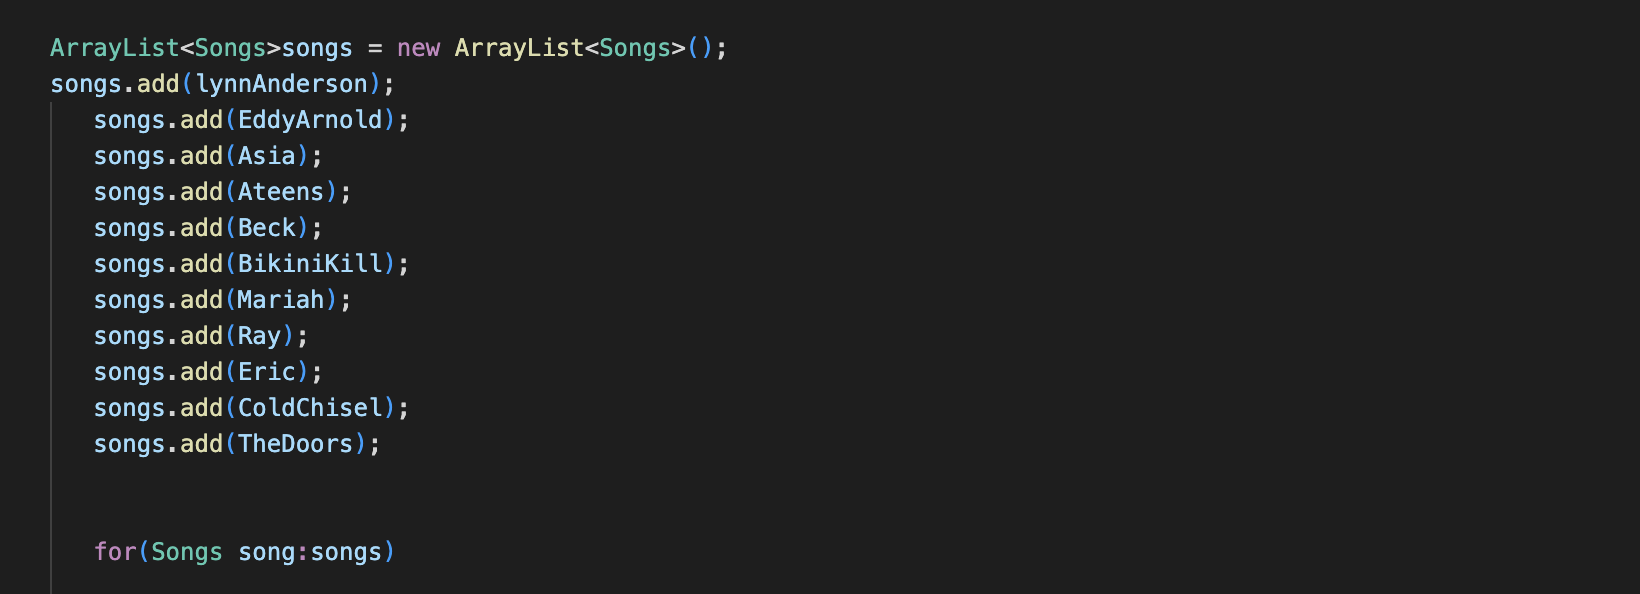 ArrayList<Songs>songs = new ArrayList<Songs>();
songs.add(lynnAnderson);
songs.add(EddyArnold);
songs.add(Asia);
songs.add(Ateens);
songs.add(Beck);
songs.add(BikiniKill);
songs.add(Mariah);
songs.add(Ray);
songs.add(Eric);
songs.add(ColdChisel);
songs.add(TheDoors);
for(Songs song:songs)